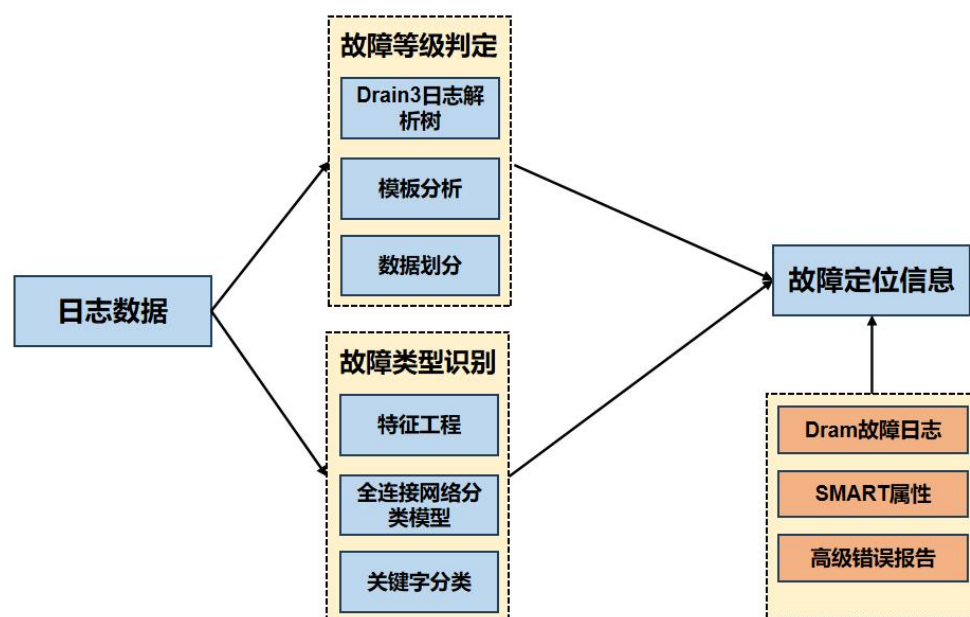 故障等级判定
Drain3日志解
析树
模板分析
数据划分
日志数据
故障类型识别
特征工程
全连接网络分
类模型
关键字分类
故障定位信息
Dram故障日志
SMART属性
高级错误报告